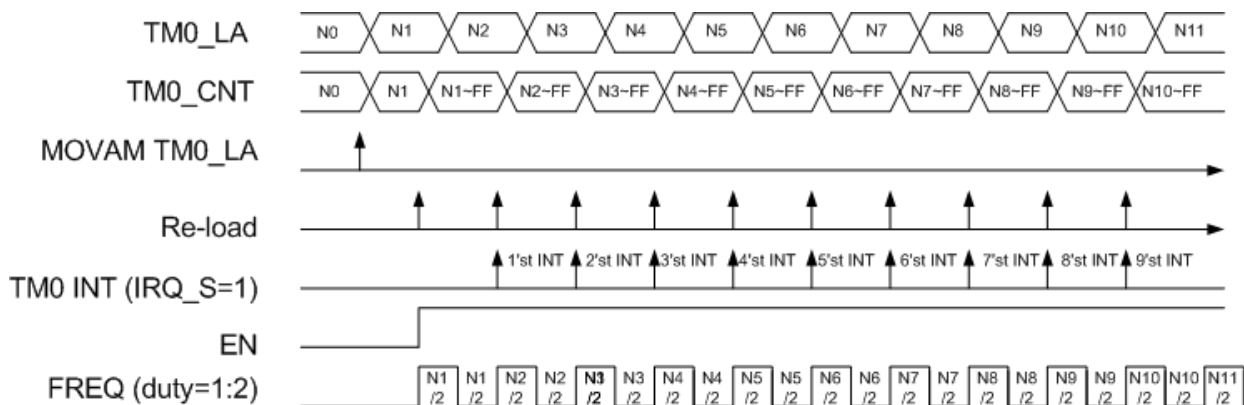 TM0_LA N0 N1 N2 N3 N4 N5 N6 N7 N8 N9 N10 N11
TM0_CNT N0 N1 N1~FF N2~FF N3~FF N4~FF N5~FF N6~FF N7~FF N8~FF N9~FF N10~FF
MOVAM TM0_LA
Re-load
TM0 INT (IRQ_S=1) 1'st INT 2'st INT 3'st INT 4'st INT 5'st INT 6'st INT 7'st INT 8'st INT 9'st INT
EN
FREQ (duty=1:2) N1 /2 N1 /2 N2 /2 N2 /2 N3 /2 N3 /2 N4 /2 N4 /2 N5 /2 N5 /2 N6 /2 N6 /2 N7 /2 N7 /2 N8 /2 N8 /2 N9 /2 N9 /2 N10 /2 N10 /2 N11 /2